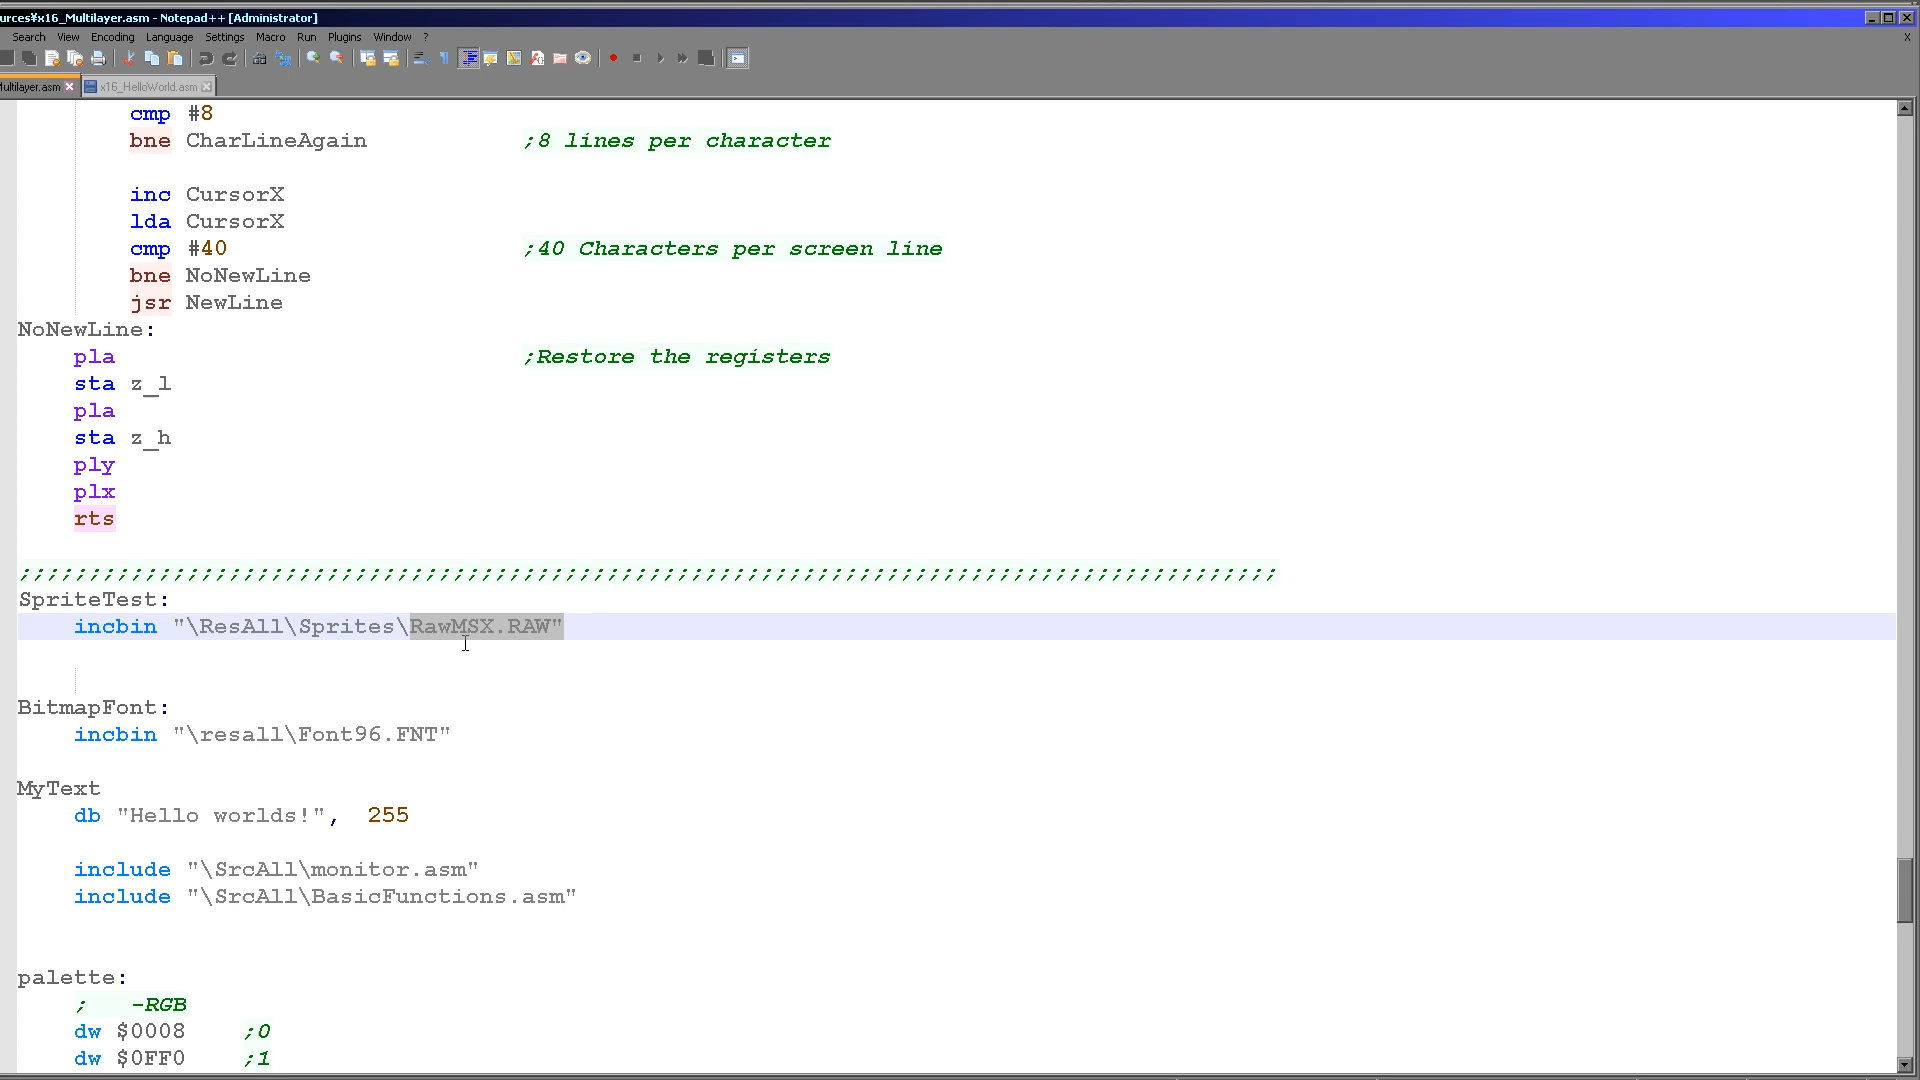 urces¥x16_Multilayer.asm - Notepad++ [Administrator]
Search View Encoding Language Settings Macro Run Plugins Window ? X
ultilayer.asm x16_HelloWorld.asm
cmp #8
bne CharLineAgain ;8 lines per character
inc CursorX
lda CursorX
cmp #40 ;40 Characters per screen line
bne NoNewLine
jsr NewLine
NoNewLine:
pla ;Restore the registers
sta z_l
pla
sta z_h
ply
plx
rts
;;;;;;;;;;;;;;;;;;;;;;;;;;;;;;;;;;;;;;;;;;;;;;;;;;;;;;;;;;;;;;;;;;;;;;;;;;;;;;;;;;;;;;;;;;
SpriteTest:
incbin "\ResAll\Sprites\RawMSX.RAW"
BitmapFont:
incbin "\resall\Font96.FNT"
MyText
db "Hello worlds!", 255
include "\SrcAll\monitor.asm"
include "\SrcAll\BasicFunctions.asm"
palette:
; -RGB
dw $0008 ;0
dw $0FF0 ;1